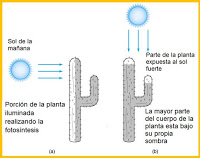 Sol de la
mañana
Porción de la planta
iluminada
realizando la
fotosíntesis
(a)
Parte de la planta
expuesta al sol
fuerte
La mayor parte
del cuerpo de la
planta esta bajo
su propia
sombra
(b)